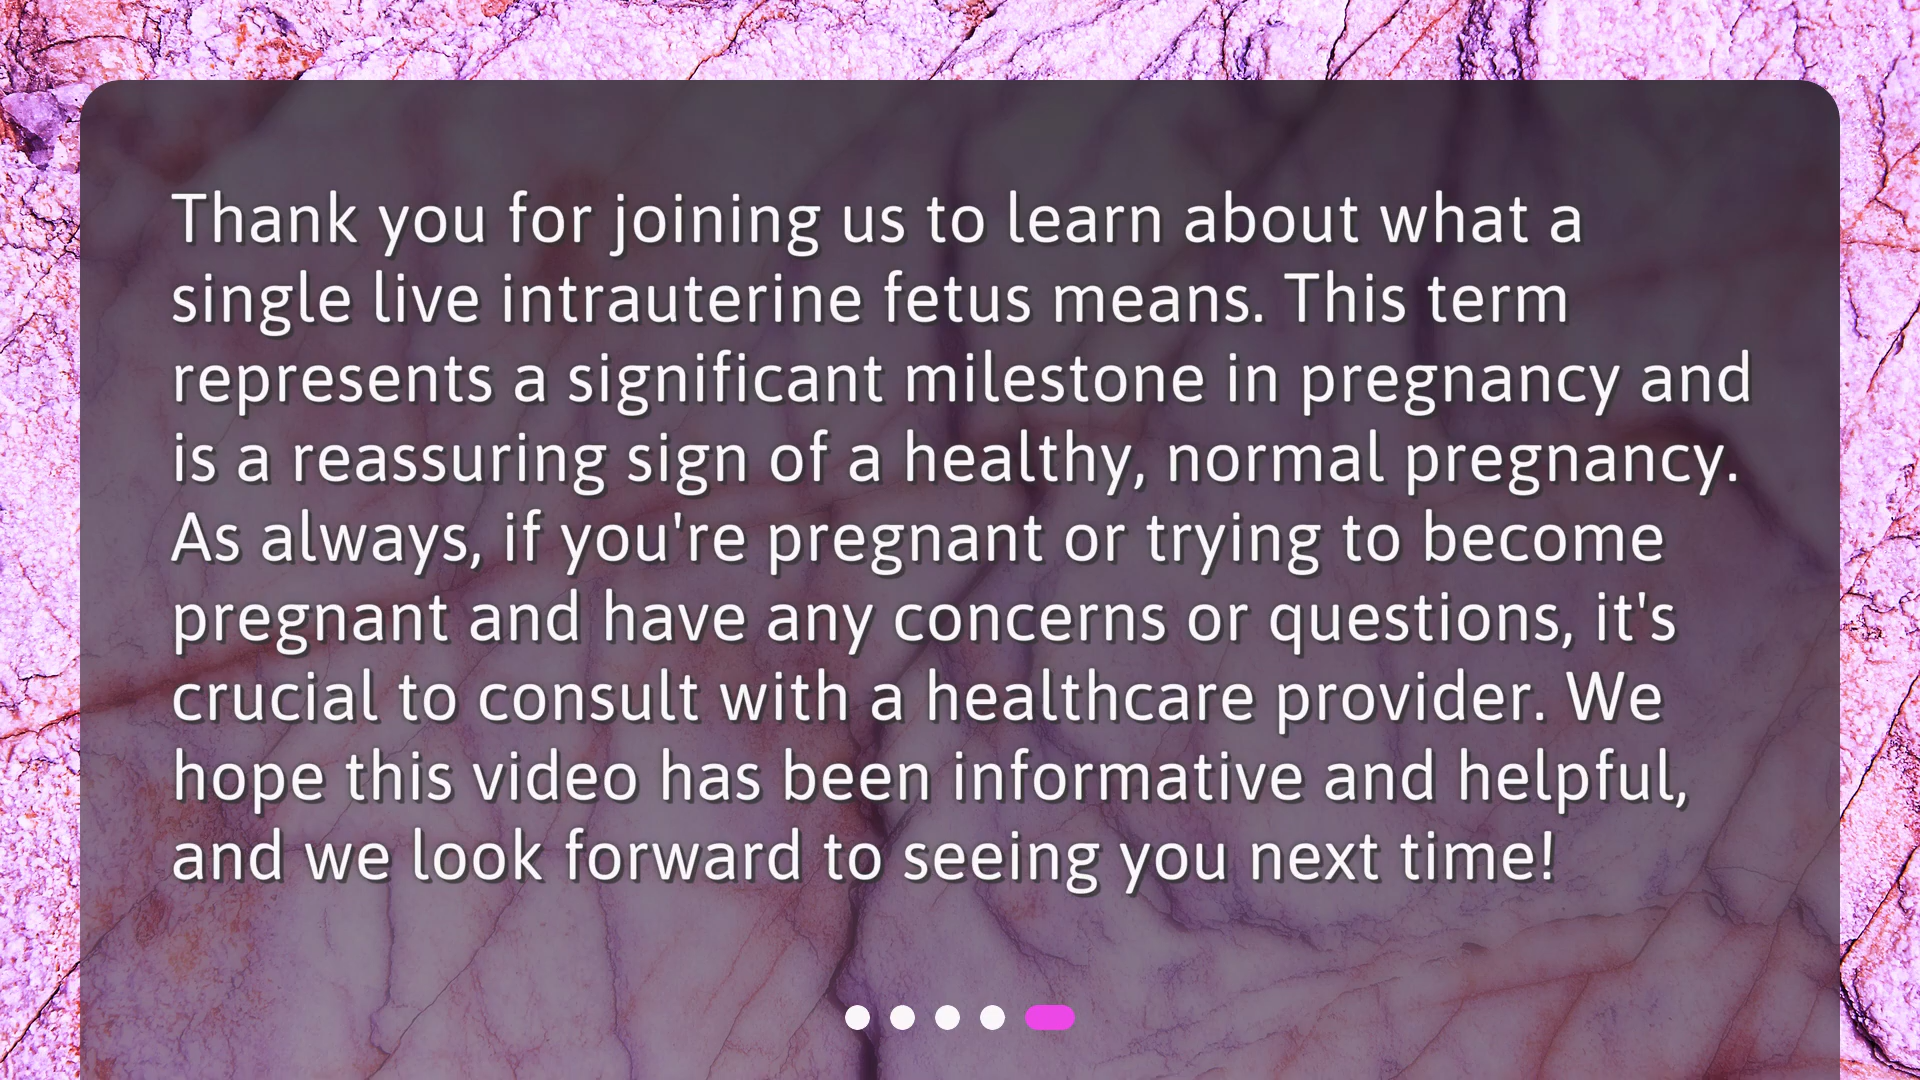 Thank you for joining us to learn about what a
single live intrauterine fetus means. This term
represents a significant milestone in pregnancy and
is a reassuring sign of a healthy, normal pregnancy.
As always, if you're pregnant or trying to become
pregnant and have any concerns or questions, it's
crucial to consult with a healthcare provider. We
hope this video has been informative and helpful,
and we look forward to seeing you next time!